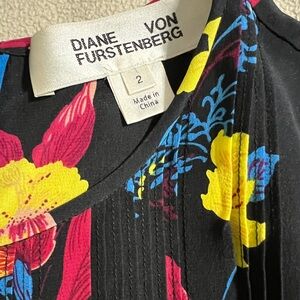 DIANE VON
FURSTENBERG
2
Made in
China